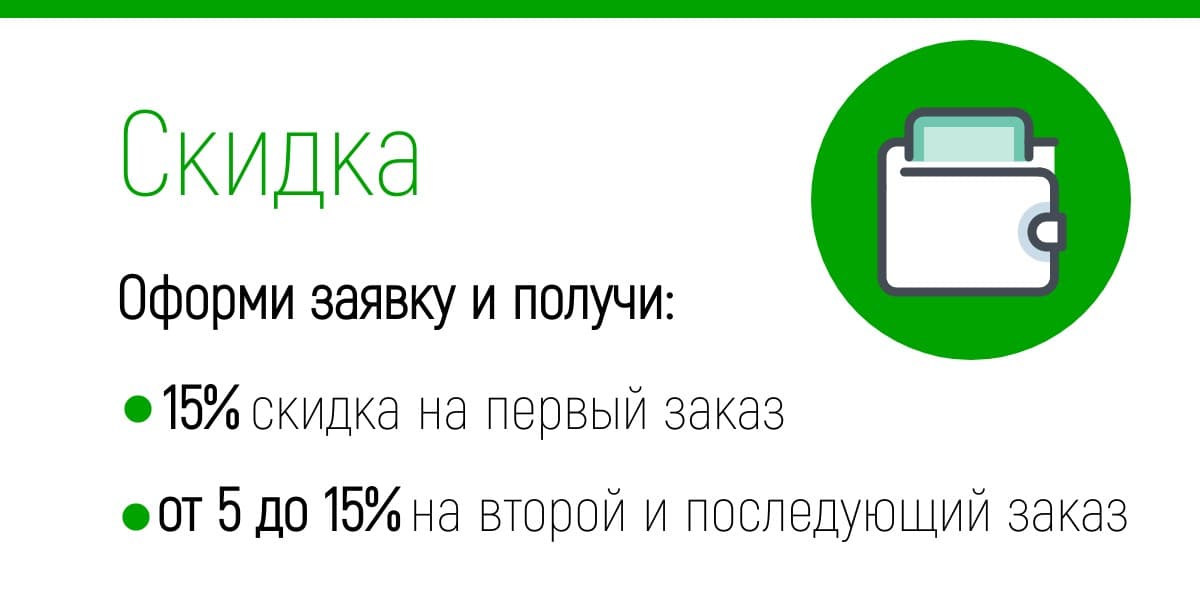 Скидка
Оформи заявку и получи:
15% скидка на первый заказ
от 5 до 15% на второй и последующий заказ